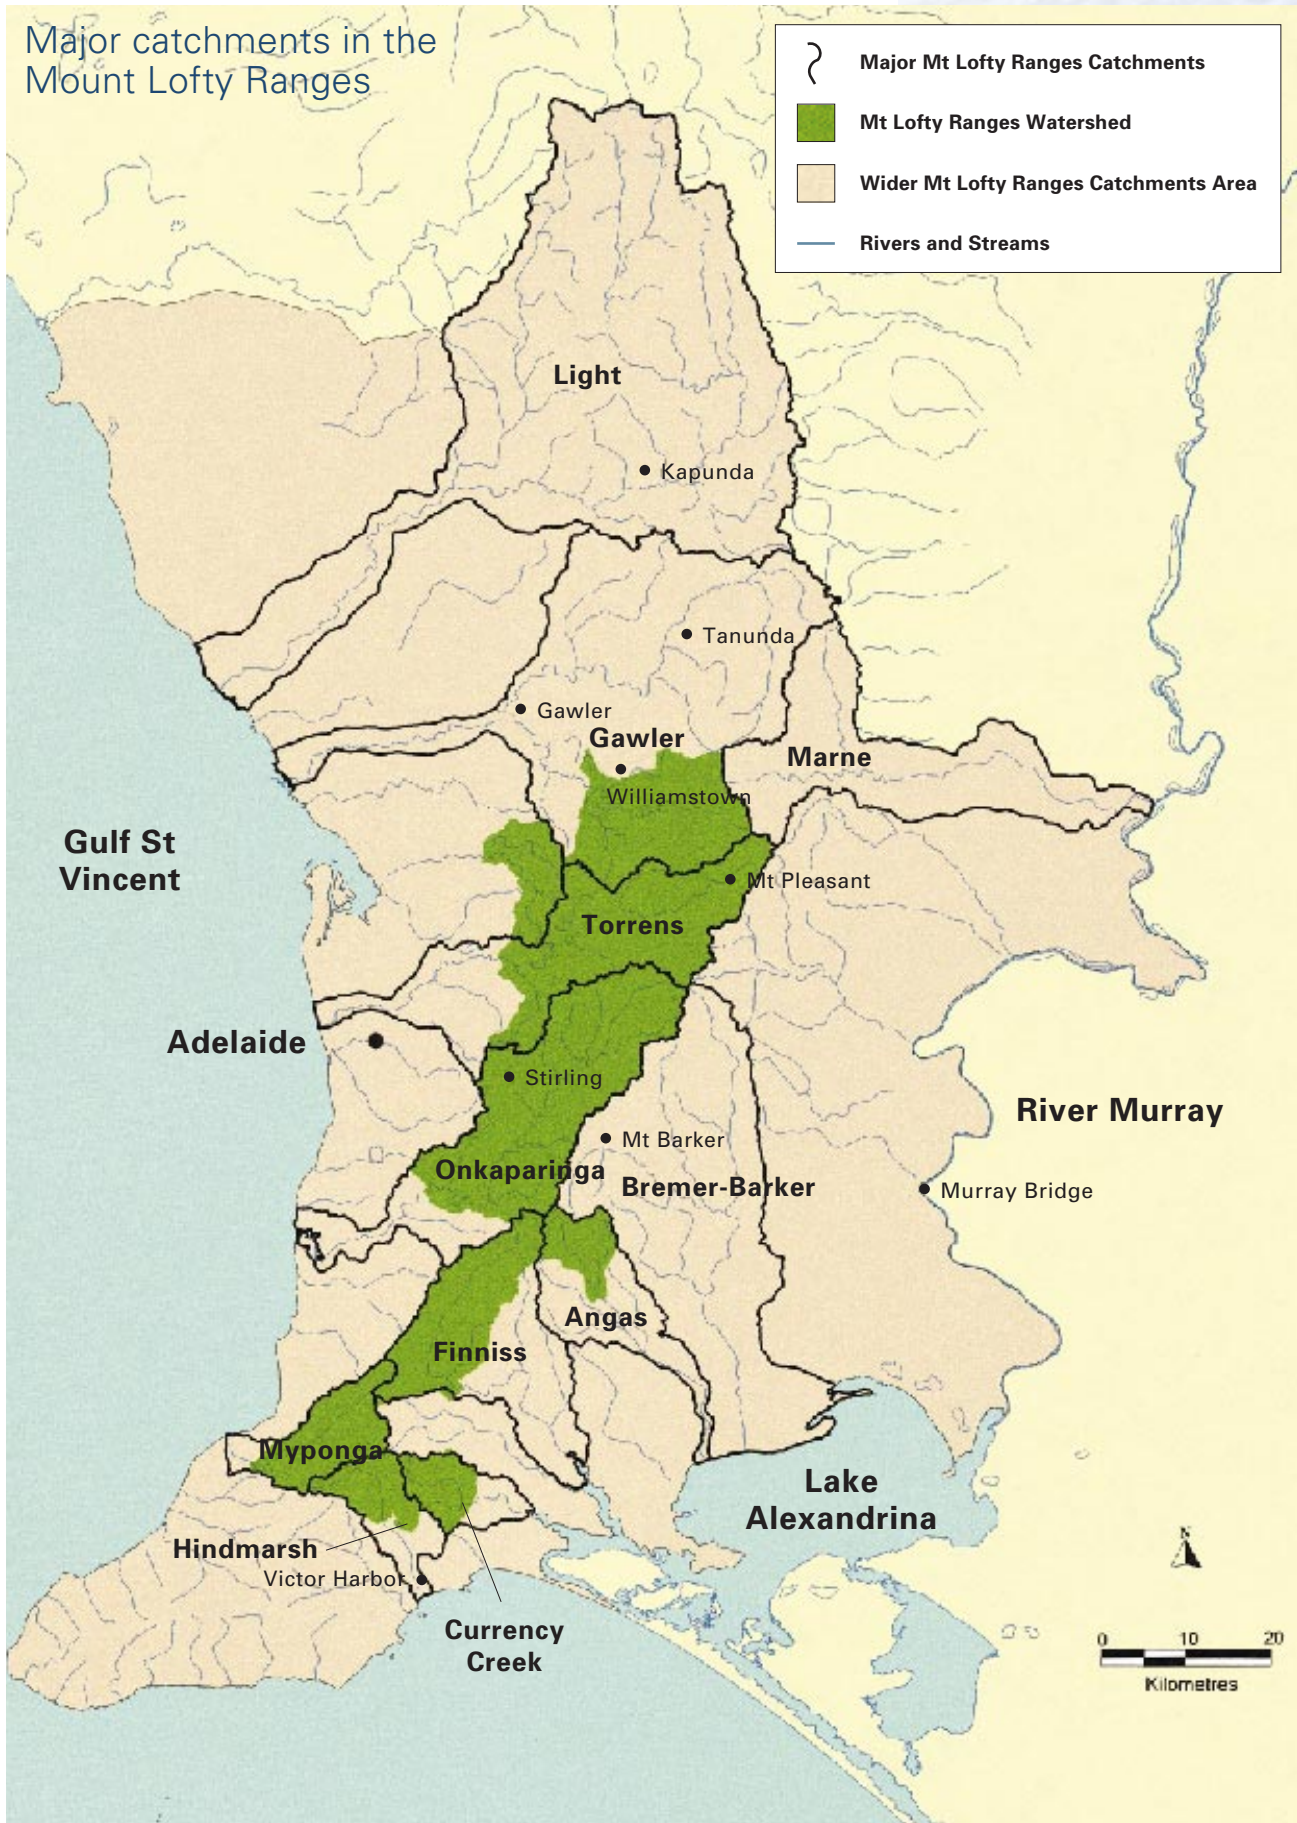 Major catchments in the
Mount Lofty Ranges
Major Mt Lofty Ranges Catchments
Mt Lofty Ranges Watershed
Wider Mt Lofty Ranges Catchments Area
Rivers and Streams
Light
Kapunda
Tanunda
Gawler
Gawler
Marne
Williamstown
Gulf St
Vincent
Mt Pleasant
Torrens
Adelaide
Stirling
River Murray
Mt Barker
Onkaparinga
Bremer-Barker
Murray Bridge
Angas
Finniss
Myponga
Lake
Alexandrina
Hindmarsh
Victor Harbor
Currency
Creek
N
0 10 20
Kilometres